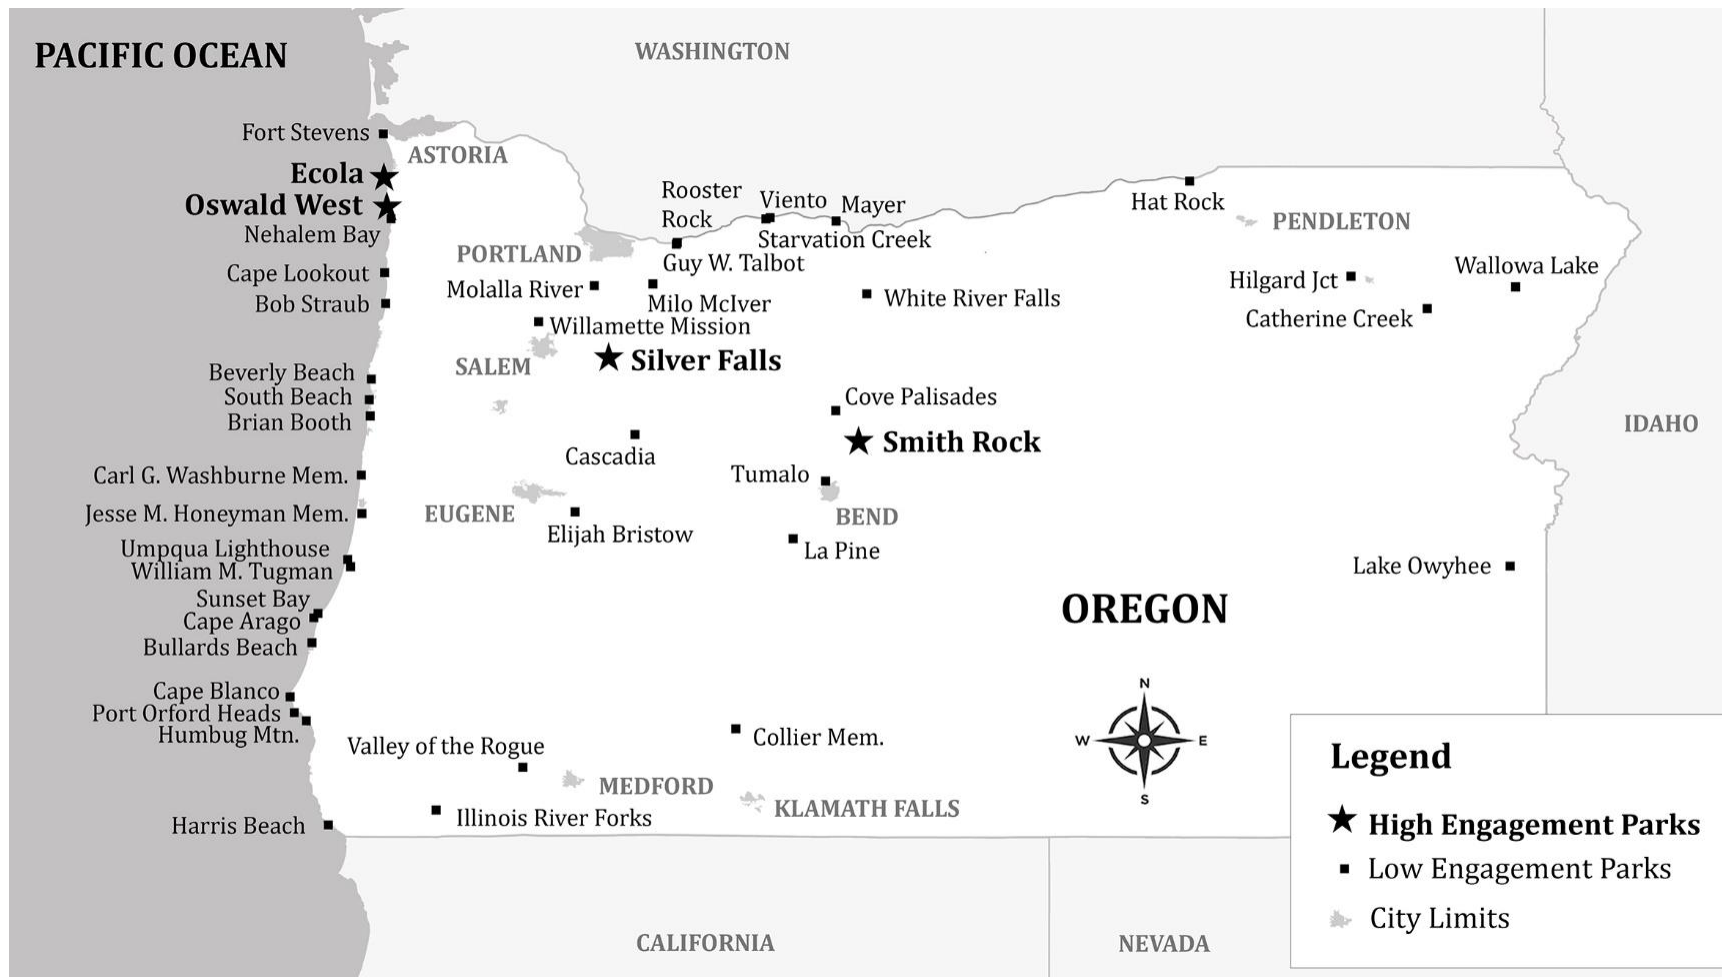 PACIFIC OCEAN
WASHINGTON
Fort Stevens
ASTORIA
Ecola
Oswald West
Nehalem Bay
Rooster
Rock
Viento
Mayer
Starvation Creek
Hat Rock
PENDLETON
PORTLAND
Guy W. Talbot
Cape Lookout
Bob Straub
Molalla River
Milo McIver
Willamette Mission
White River Falls
Hilgard Jct
Wallowa Lake
Catherine Creek
SALEM
Silver Falls
Beverly Beach
South Beach
Brian Booth
Cove Palisades
Smith Rock
IDAHO
Cascadia
Tumalo
Carl G. Washburne Mem.
Jesse M. Honeyman Mem.
EUGENE
BEND
Elijah Bristow
La Pine
Umpqua Lighthouse
William M. Tugman
Lake Owyhee
Sunset Bay
Cape Arago
Bullards Beach
OREGON
Cape Blanco
Port Orford Heads
Humbug Mtn.
N
W
E
S
Collier Mem.
Valley of the Rogue
MEDFORD
KLAMATH FALLS
Illinois River Forks
Harris Beach
CALIFORNIA
NEVADA
Legend
High Engagement Parks
Low Engagement Parks
City Limits